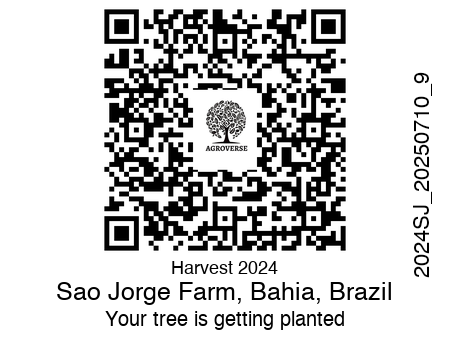 AGROVERSE
Harvest 2024
Sao Jorge Farm, Bahia, Brazil
Your tree is getting planted
2024SJ_20250710_9